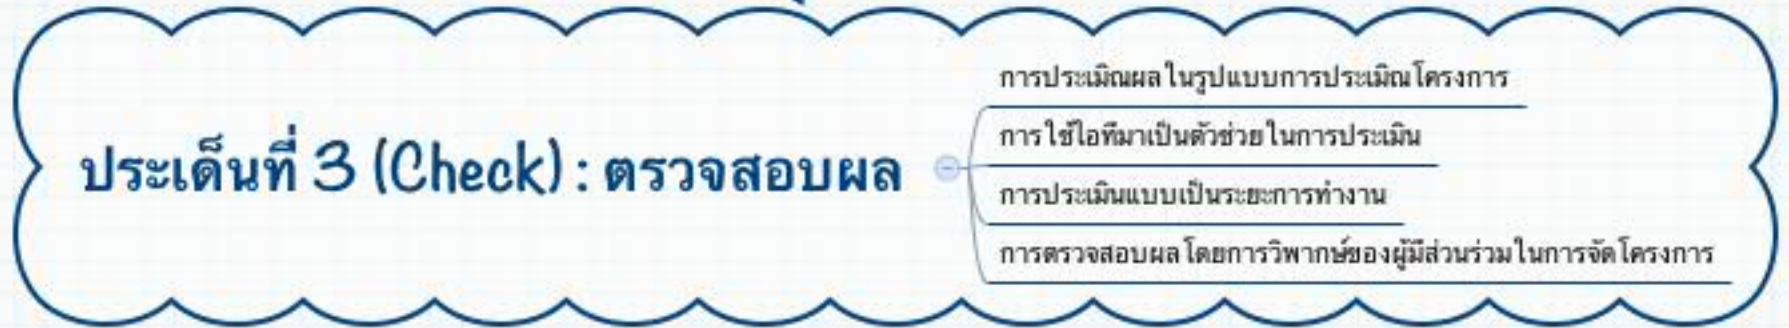 ประเด็นที่ 3 (Check) : ตรวจสอบผล
การประเมิณผลในรูปแบบการประเมิณโครงการ
การใช้ไอทีมาเป็นตัวช่วยในการประเมิน
การประเมินแบบเป็นระยะการทำงาน
การตรวจสอบผลโดยการวิพากษ์ของผู้มีส่วนร่วมในการจัดโครงการ